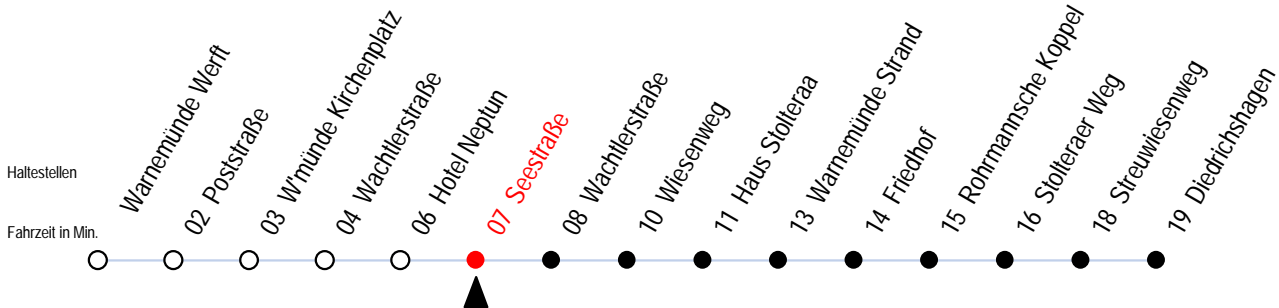 Haltestellen
Fahrzeit in Min.
Warnemünde Werft
02 Poststraße
03 W'münde Kirchenplatz
04 Wachtlerstraße
06 Hotel Neptun
07 Seestraße
08 Wachtlerstraße
10 Wiesenweg
11 Haus Stolteraa
13 Warnemünde Strand
14 Friedhof
15 Rohrmannsche Koppel
16 Stolteraer Weg
18 Streuwiesenweg
19 Diedrichshagen